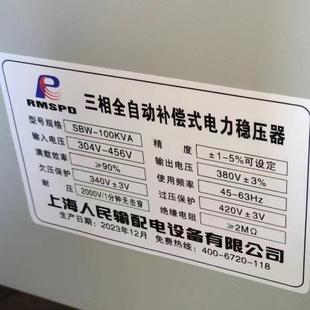 RMSPD
三相全自动补偿式电力稳压器
型号规格 SBW-100KVA 精度 ±1-5%可设定
输入电压 304V-456V 输出电压 380V±3%
满载效率 ≥90% 使用频率 45-63Hz
欠压保护 340V±3V 过压保护 420V±3V
耐压 2000V/1分钟无击穿 绝缘电阻 ≥2MΩ
上海人民输配电设备有限公司
生产日期：2023年12月 免费热线：400-6720-118